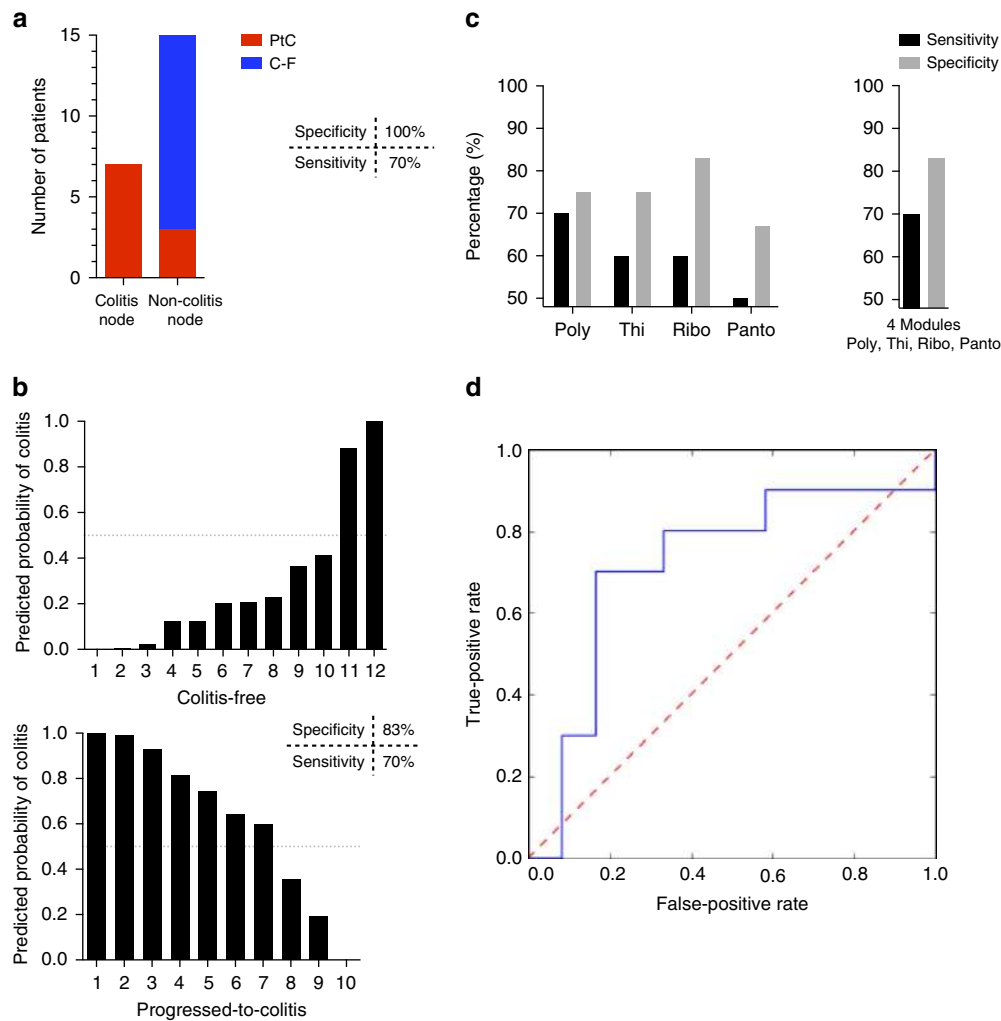 a
Number of patients
15
10
5
0
Colitis node
Non-colitis node
PtC
C-F
Specificity 100%
Sensitivity 70%
c
Percentage (%)
100
90
80
70
60
50
Poly Thi Ribo Panto
Sensitivity
Specificity
100
90
80
70
60
50
4 Modules
Poly, Thi, Ribo, Panto
b
Predicted probability of colitis
1.0
0.8
0.6
0.4
0.2
0.0
1 2 3 4 5 6 7 8 9 10 11 12
Colitis-free
Predicted probability of colitis
1.0
0.8
0.6
0.4
0.2
0.0
1 2 3 4 5 6 7 8 9 10
Progressed-to-colitis
Specificity 83%
Sensitivity 70%
d
True-positive rate
1.0
0.8
0.6
0.4
0.2
0.0
0.0 0.2 0.4 0.6 0.8 1.0
False-positive rate